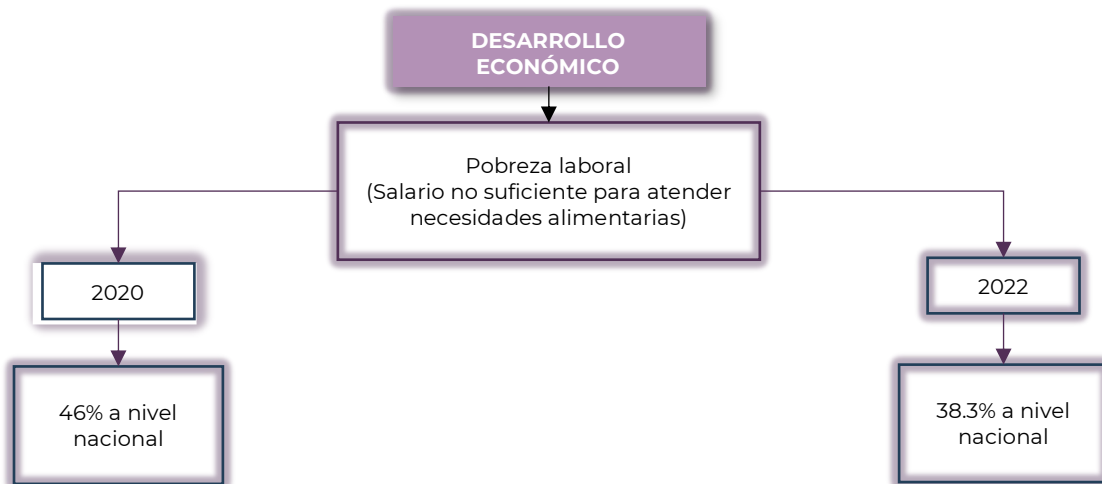 DESARROLLO
ECONÓMICO
Pobreza laboral
(Salario no suficiente para atender
necesidades alimentarias)
2020
2022
46% a nivel
nacional
38.3% a nivel
nacional